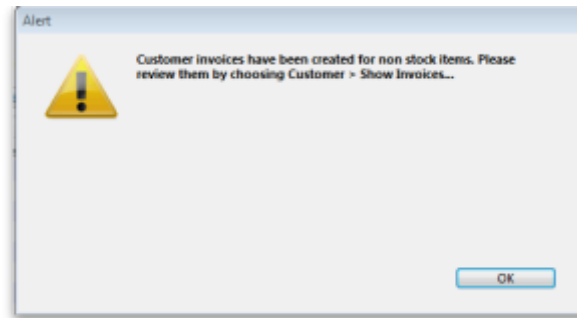 Alert
Customer invoices have been created for non stock items. Please
review them by choosing Customer > Show Invoices...
OK